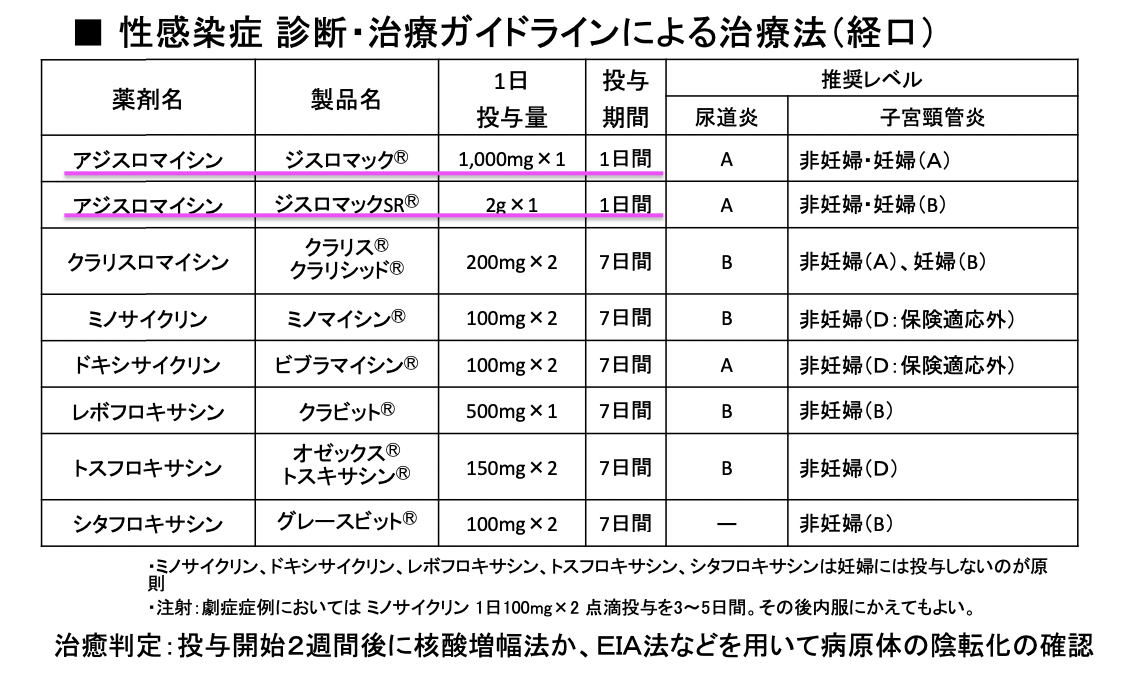 ■ 性感染症 診断・治療ガイドラインによる治療法（経口）
薬剤名 製品名 1日投与量 投与期間 推奨レベル
尿道炎 子宮頸管炎
アジスロマイシン ジスロマック® 1,000mg×1 1日間 A 非妊婦・妊婦（A）
アジスロマイシン ジスロマックSR® 2g×1 1日間 A 非妊婦・妊婦（B）
クラリスロマイシン クラリス® クラリシッド® 200mg×2 7日間 B 非妊婦（A）、妊婦（B）
ミノサイクリン ミノマイシン® 100mg×2 7日間 B 非妊婦（D：保険適応外）
ドキシサイクリン ビブラマイシン® 100mg×2 7日間 A 非妊婦（D：保険適応外）
レボフロキサシン クラビット® 500mg×1 7日間 B 非妊婦（B）
トスフロキサシン オゼックス® トスキサシン® 150mg×2 7日間 B 非妊婦（D）
シタフロキサシン グレースビット® 100mg×2 7日間 ― 非妊婦（B）
・ミノサイクリン、ドキシサイクリン、レボフロキサシン、トスフロキサシン、シタフロキサシンは妊婦には投与しないのが原
則
・注射：劇症症例においては ミノサイクリン 1日100mg×2 点滴投与を3～5日間。その後内服にかえてもよい。
治癒判定：投与開始２週間後に核酸増幅法か、EIA法などを用いて病原体の陰転化の確認